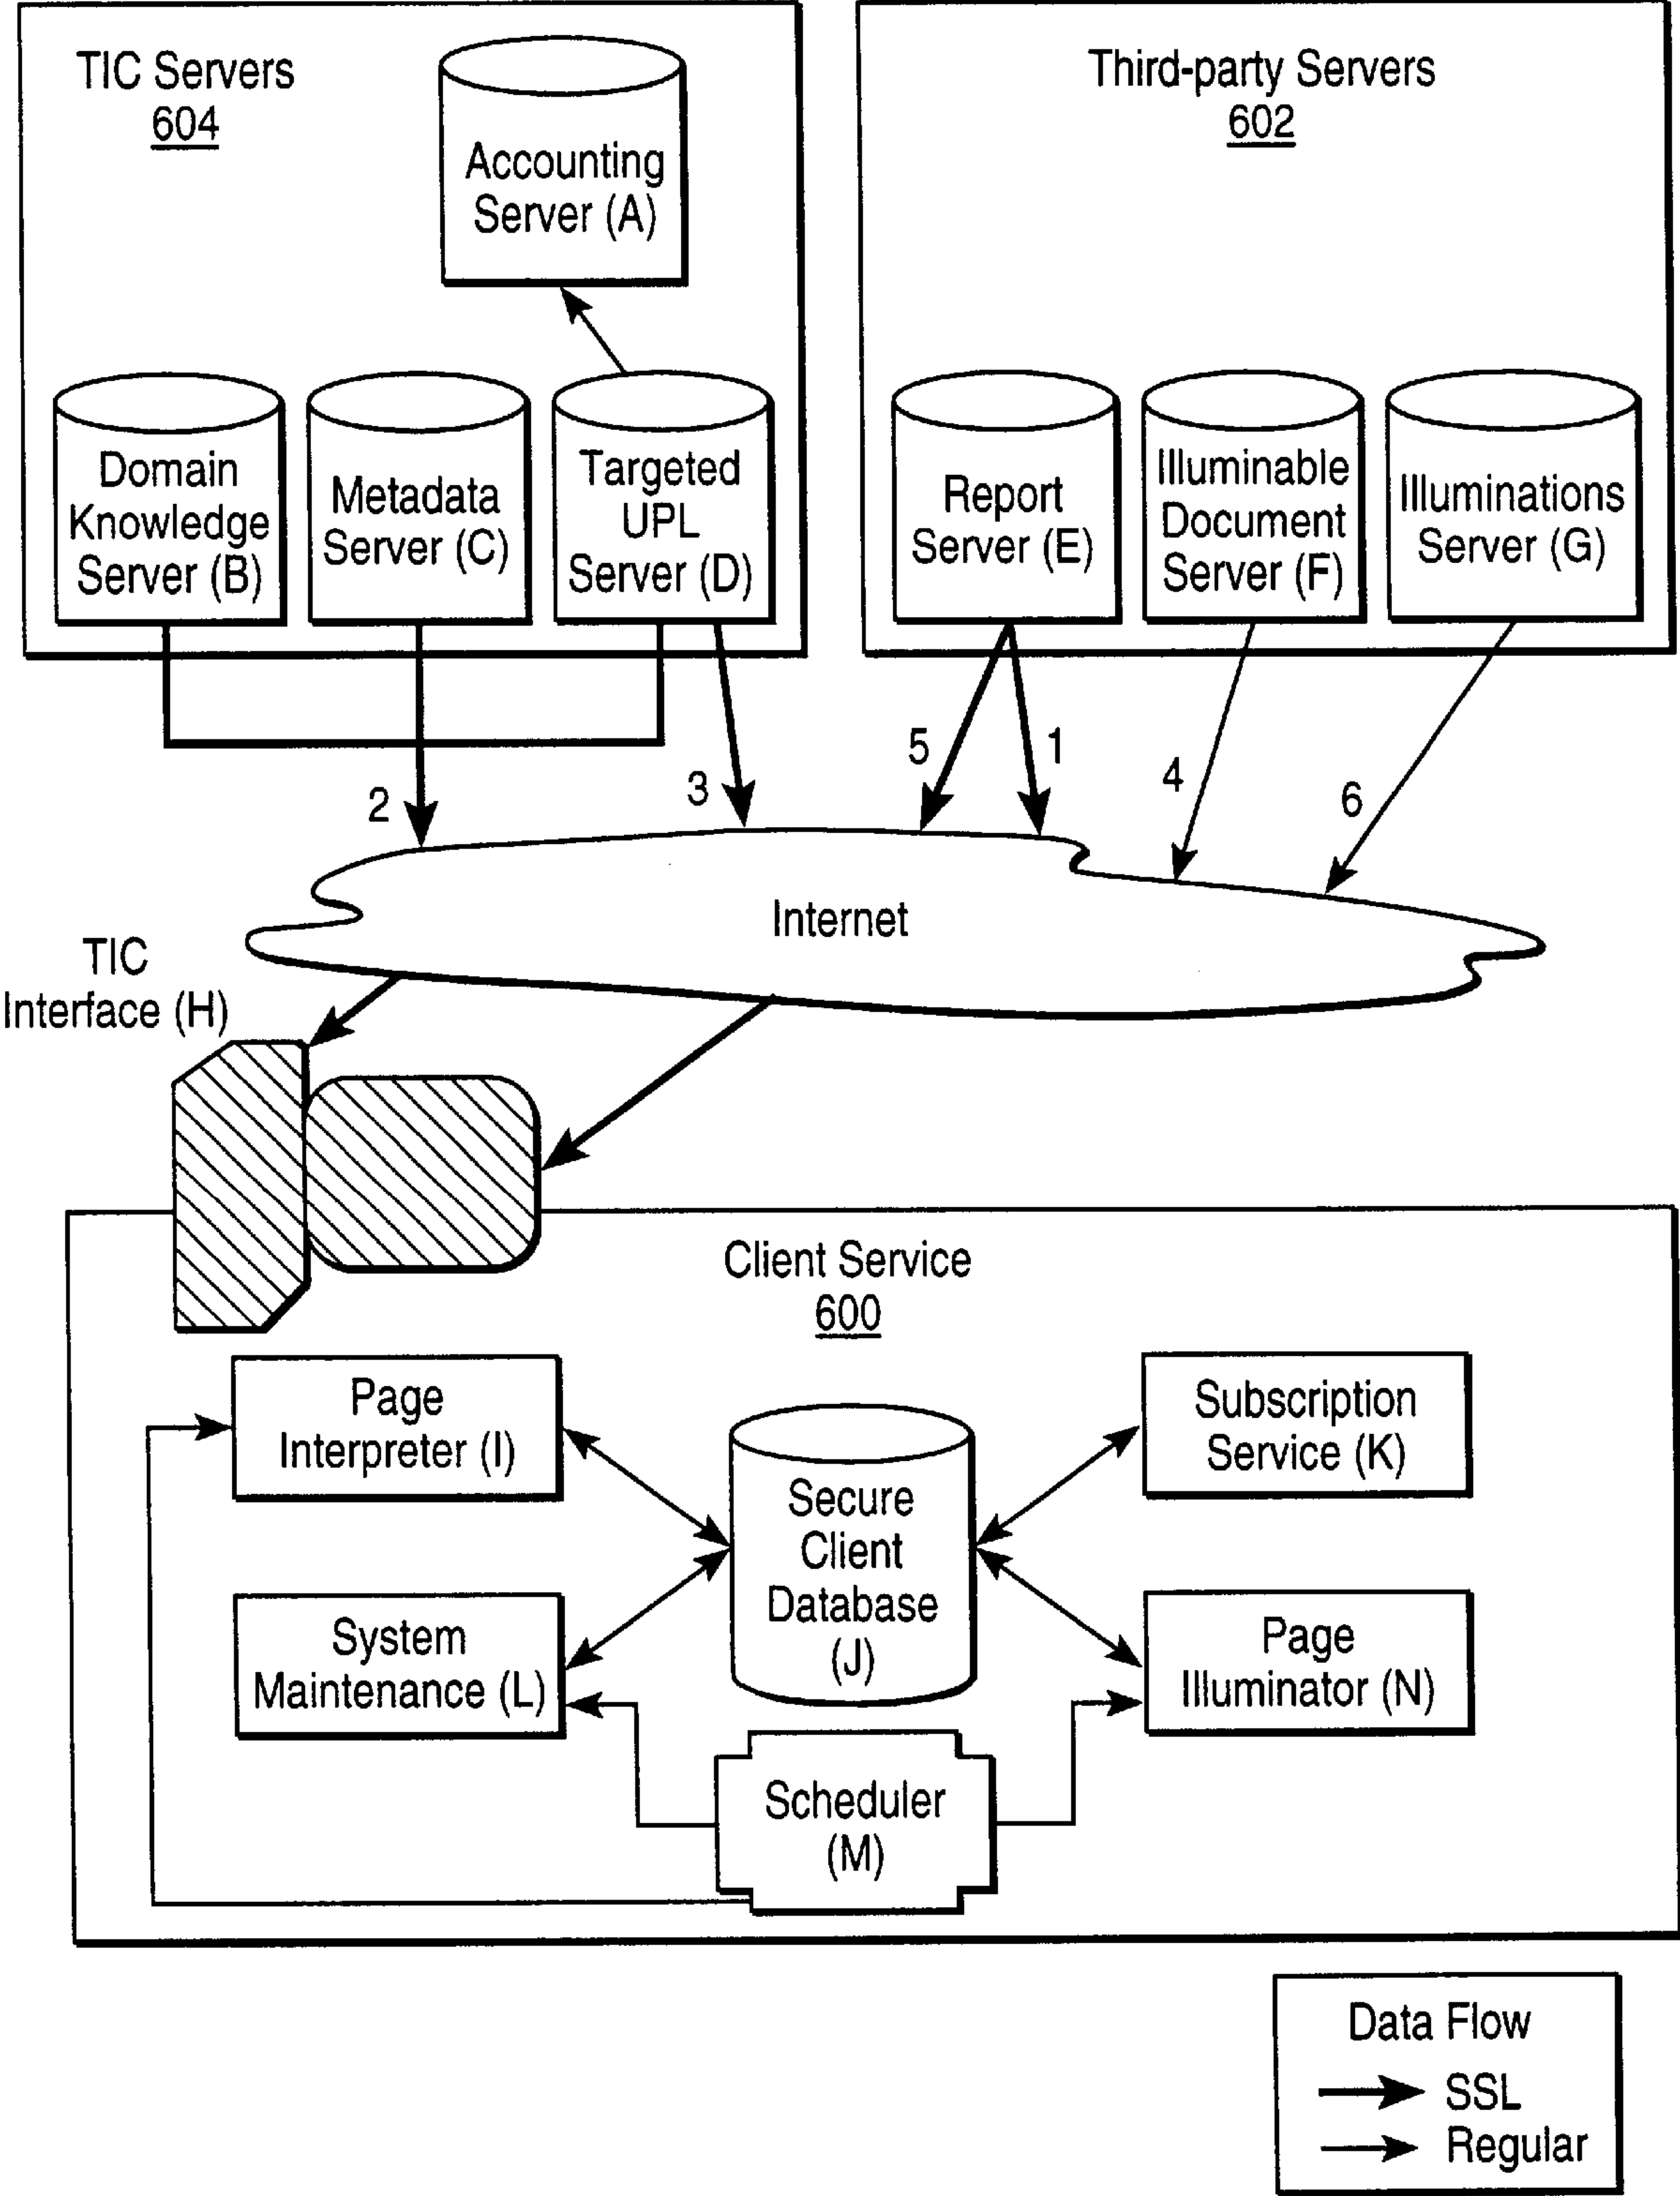 TIC Servers
604
Accounting
Server (A)
Domain
Knowledge
Server (B)
Metadata
Server (C)
Targeted
UPL
Server (D)
Third-party Servers
602
Report
Server (E)
Illuminable
Document
Server (F)
Illuminations
Server (G)
2
3
5
1
4
6
Internet
TIC
Interface (H)
Client Service
600
Page
Interpreter (I)
Secure
Client
Database
(J)
Subscription
Service (K)
System
Maintenance (L)
Page
Illuminator (N)
Scheduler
(M)
Data Flow
SSL
Regular